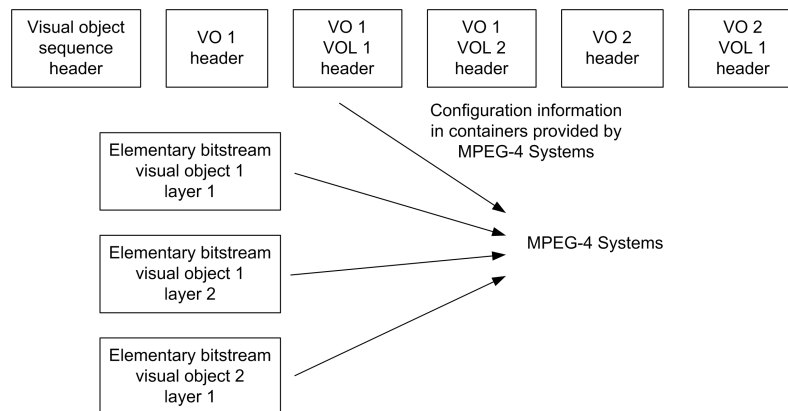 Visual object
sequence
header
VO 1
header
VO 1
VOL 1
header
VO 1
VOL 2
header
VO 2
header
VO 2
VOL 1
header
Configuration information
in containers provided by
MPEG-4 Systems
Elementary bitstream
visual object 1
layer 1
Elementary bitstream
visual object 1
layer 2
MPEG-4 Systems
Elementary bitstream
visual object 2
layer 1